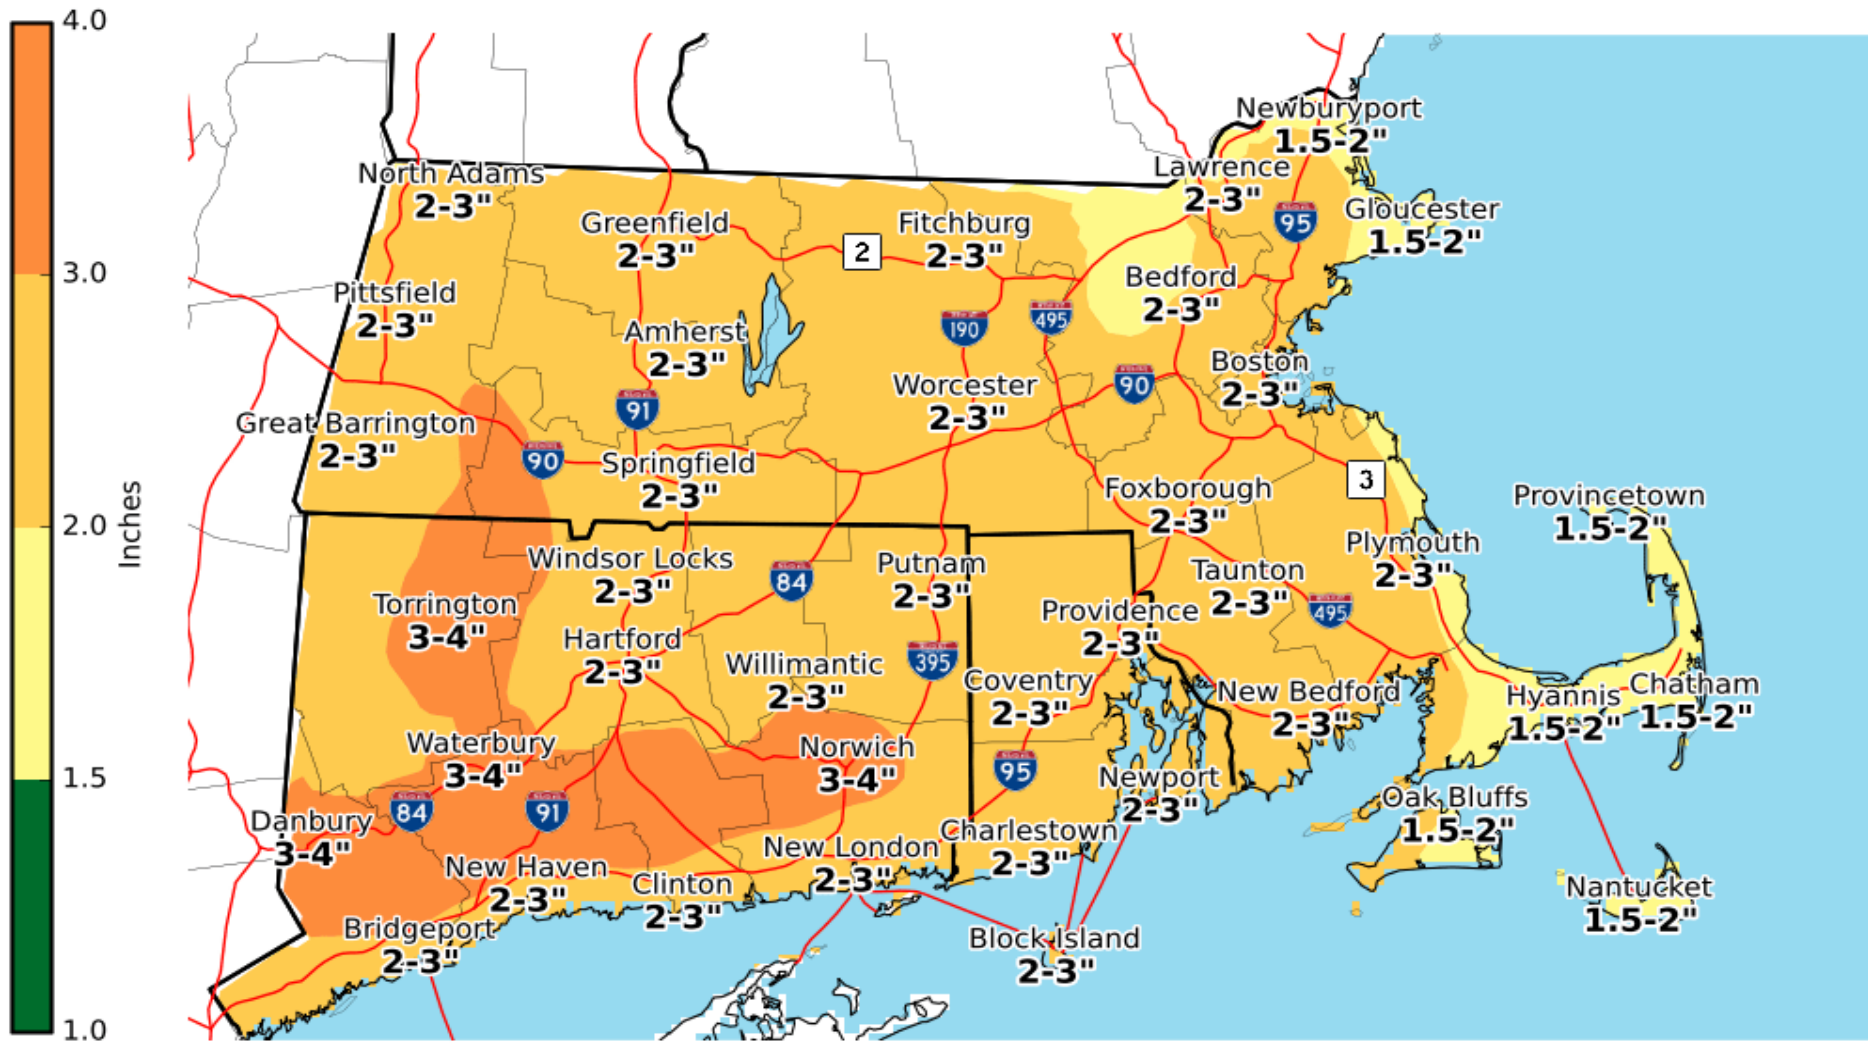 4.0
3.0
2.0
1.5
1.0
Inches
Newburyport
1.5-2"
North Adams
2-3"
Lawrence
2-3"
Gloucester
1.5-2"
Greenfield
2-3"
2
Fitchburg
2-3"
95
Pittsfield
2-3"
Bedford
2-3"
Amherst
2-3"
190
495
Boston
2-3"
Worcester
2-3"
90
91
Great Barrington
2-3"
90
Springfield
2-3"
3
Foxborough
2-3"
Provincetown
1.5-2"
Windsor Locks
2-3"
84
Putnam
2-3"
Plymouth
2-3"
Taunton
2-3"
495
Torrington
3-4"
Hartford
2-3"
Providence
2-3"
Willimantic
2-3"
395
Coventry
2-3"
New Bedford
2-3"
Hyannis
1.5-2"
Chatham
1.5-2"
Waterbury
3-4"
Norwich
3-4"
95
Newport
2-3"
Oak Bluffs
1.5-2"
84
91
Danbury
3-4"
New London
2-3"
Charlestown
2-3"
New Haven
2-3"
Clinton
2-3"
Nantucket
1.5-2"
Bridgeport
2-3"
Block Island
2-3"